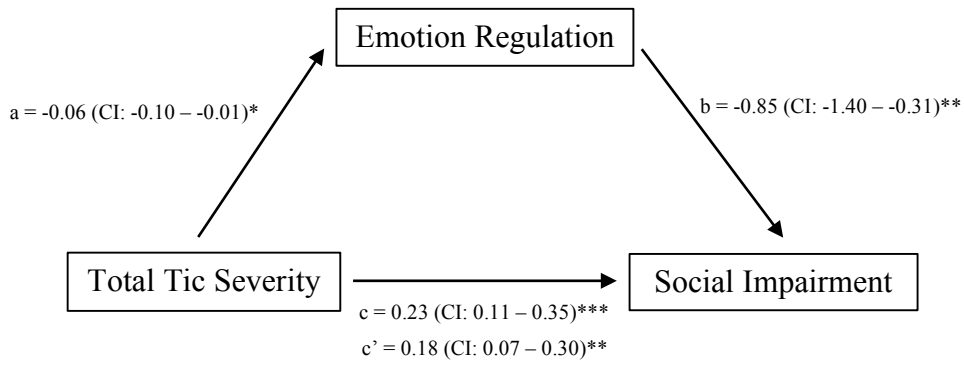 Emotion Regulation
a = -0.06 (CI: -0.10 – -0.01)*
b = -0.85 (CI: -1.40 – -0.31)**
Total Tic Severity
Social Impairment
c = 0.23 (CI: 0.11 – 0.35)***
c’ = 0.18 (CI: 0.07 – 0.30)**